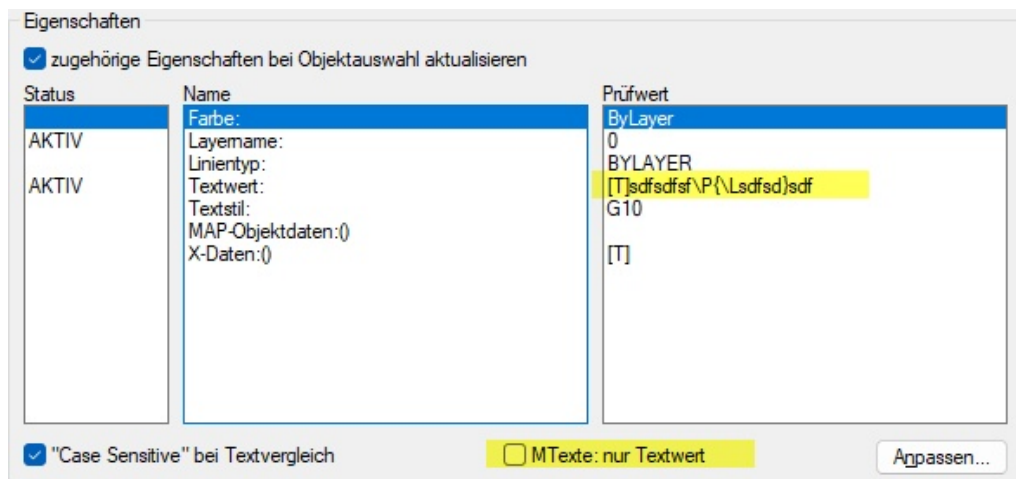 Eigenschaften
zugehörige Eigenschaften bei Objektauswahl aktualisieren
Status Name Prüfwert
Farbe: ByLayer
AKTIV Layername: 0
Linientyp: BYLAYER
AKTIV Textwert: [T]sdfsdfsf\P{\Lsdfsd}sdf
Textstil: G10
MAP-Objektdaten:()
X-Daten:() [T]
"Case Sensitive" bei Textvergleich MTexte: nur Textwert Anpassen...